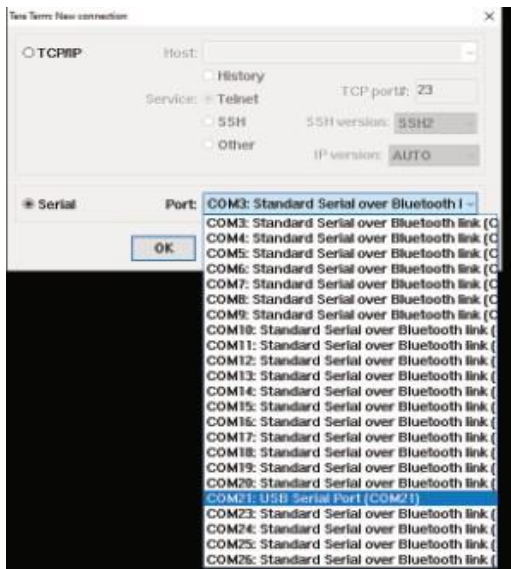 Tera Term: New connection
×
TCP/IP
Host:
History
Service:
Telnet
TCP port#: 23
SSH
SSH version: SSH2
Other
IP version: AUTO
Serial
Port: COM3: Standard Serial over Bluetooth l
COM3: Standard Serial over Bluetooth link (C
OK
COM4: Standard Serial over Bluetooth link (C
COM5: Standard Serial over Bluetooth link (C
COM6: Standard Serial over Bluetooth link (C
COM7: Standard Serial over Bluetooth link (C
COM8: Standard Serial over Bluetooth link (C
COM9: Standard Serial over Bluetooth link (C
COM10: Standard Serial over Bluetooth link (
COM11: Standard Serial over Bluetooth link (
COM12: Standard Serial over Bluetooth link (
COM13: Standard Serial over Bluetooth link (
COM14: Standard Serial over Bluetooth link (
COM15: Standard Serial over Bluetooth link (
COM16: Standard Serial over Bluetooth link (
COM17: Standard Serial over Bluetooth link (
COM18: Standard Serial over Bluetooth link (
COM19: Standard Serial over Bluetooth link (
COM20: Standard Serial over Bluetooth link (
COM21: USB Serial Port (COM21)
COM23: Standard Serial over Bluetooth link (
COM24: Standard Serial over Bluetooth link (
COM25: Standard Serial over Bluetooth link (
COM26: Standard Serial over Bluetooth link (